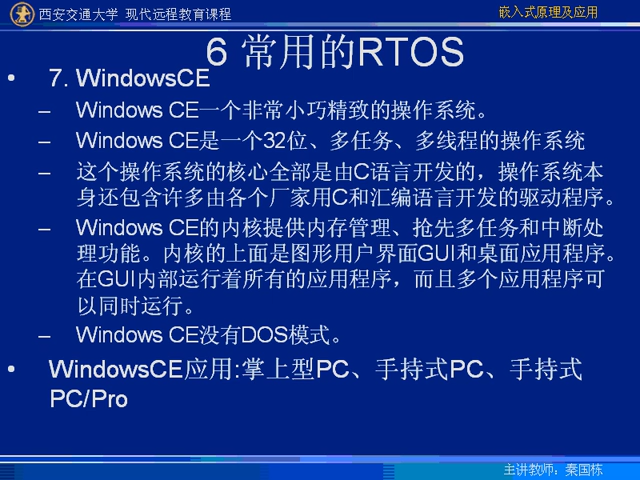 西安交通大学 现代远程教育课程
嵌入式原理及应用
6 常用的RTOS
• 7. WindowsCE
– Windows CE一个非常小巧精致的操作系统。
– Windows CE是一个32位、多任务、多线程的操作系统
– 这个操作系统的核心全部是由C语言开发的，操作系统本
身还包含许多由各个厂家用C和汇编语言开发的驱动程序。
– Windows CE的内核提供内存管理、抢先多任务和中断处
理功能。内核的上面是图形用户界面GUI和桌面应用程序。
在GUI内部运行着所有的应用程序，而且多个应用程序可
以同时运行。
– Windows CE没有DOS模式。
• WindowsCE应用:掌上型PC、手持式PC、手持式
PC/Pro
主讲教师：秦国栋